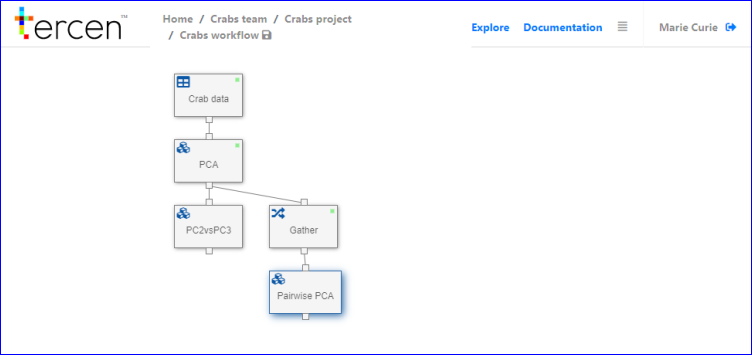 tercen™
Home / Crabs team / Crabs project
/ Crabs workflow
Explore Documentation Marie Curie
Crab data
PCA
PC2vsPC3 Gather
Pairwise PCA